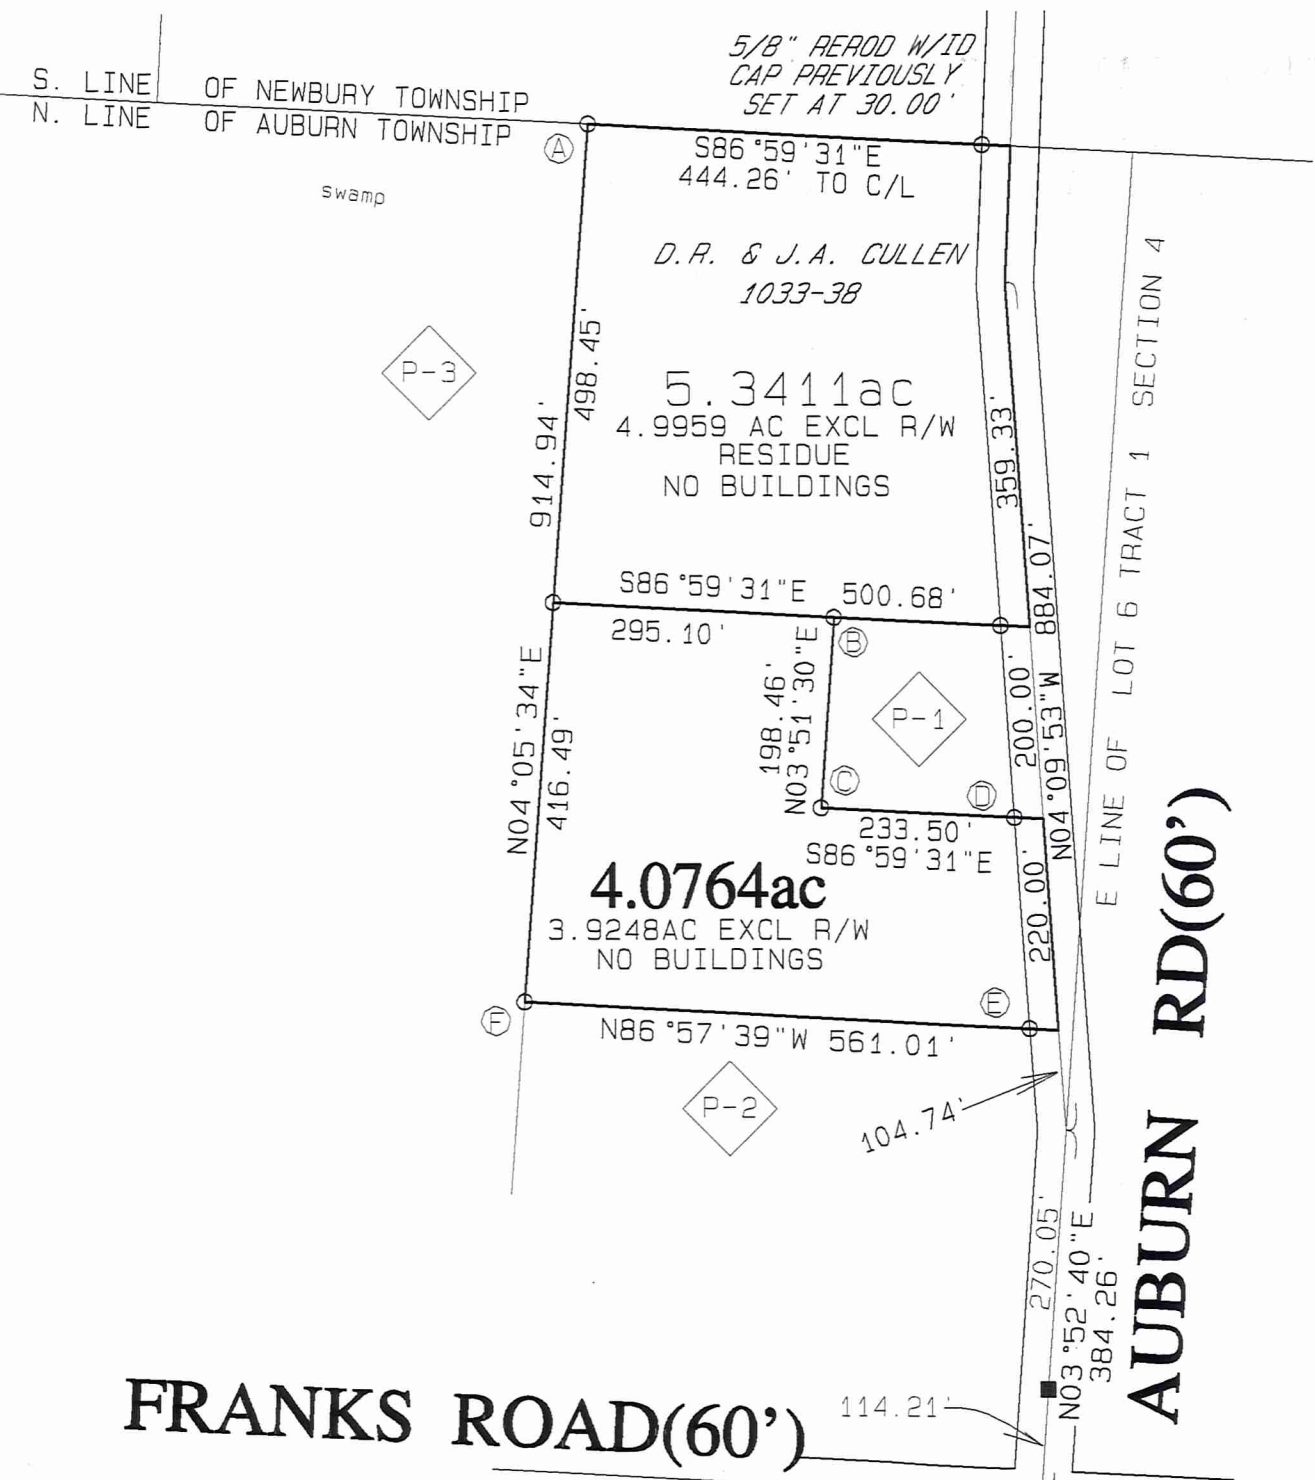 5/8" REROD W/ID
CAP PREVIOUSLY
SET AT 30.00'
S. LINE OF NEWBURY TOWNSHIP
N. LINE OF AUBURN TOWNSHIP
A
S86°59'31"E
444.26' TO C/L
swamp
D.R. & J.A. CULLEN
1033-38
E LINE OF LOT 6 TRACT 1 SECTION 4
P-3
498.45'
914.94'
5.3411ac
4.9959 AC EXCL R/W
RESIDUE
NO BUILDINGS
359.33'
884.07'
N04°09'53"W
S86°59'31"E 500.68'
295.10'
B
N04°05'34"E
416.49'
198.46'
N03°51'30"E
P-1
200.00'
C
D
233.50'
S86°59'31"E
4.0764ac
3.9248AC EXCL R/W
NO BUILDINGS
220.00'
E
F
N86°57'39"W 561.01'
P-2
104.74'
270.05'
N03°52'40"E
384.26'
AUBURN RD(60')
114.21'
FRANKS ROAD(60')